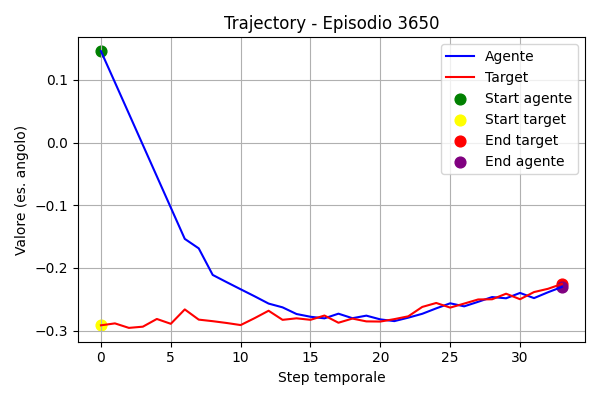 Trajectory - Episodio 3650
Agente
Target
Start agente
Start target
End target
End agente
Valore (es. angolo)
0.1
0.0
−0.1
−0.2
−0.3
0 5 10 15 20 25 30
Step temporale